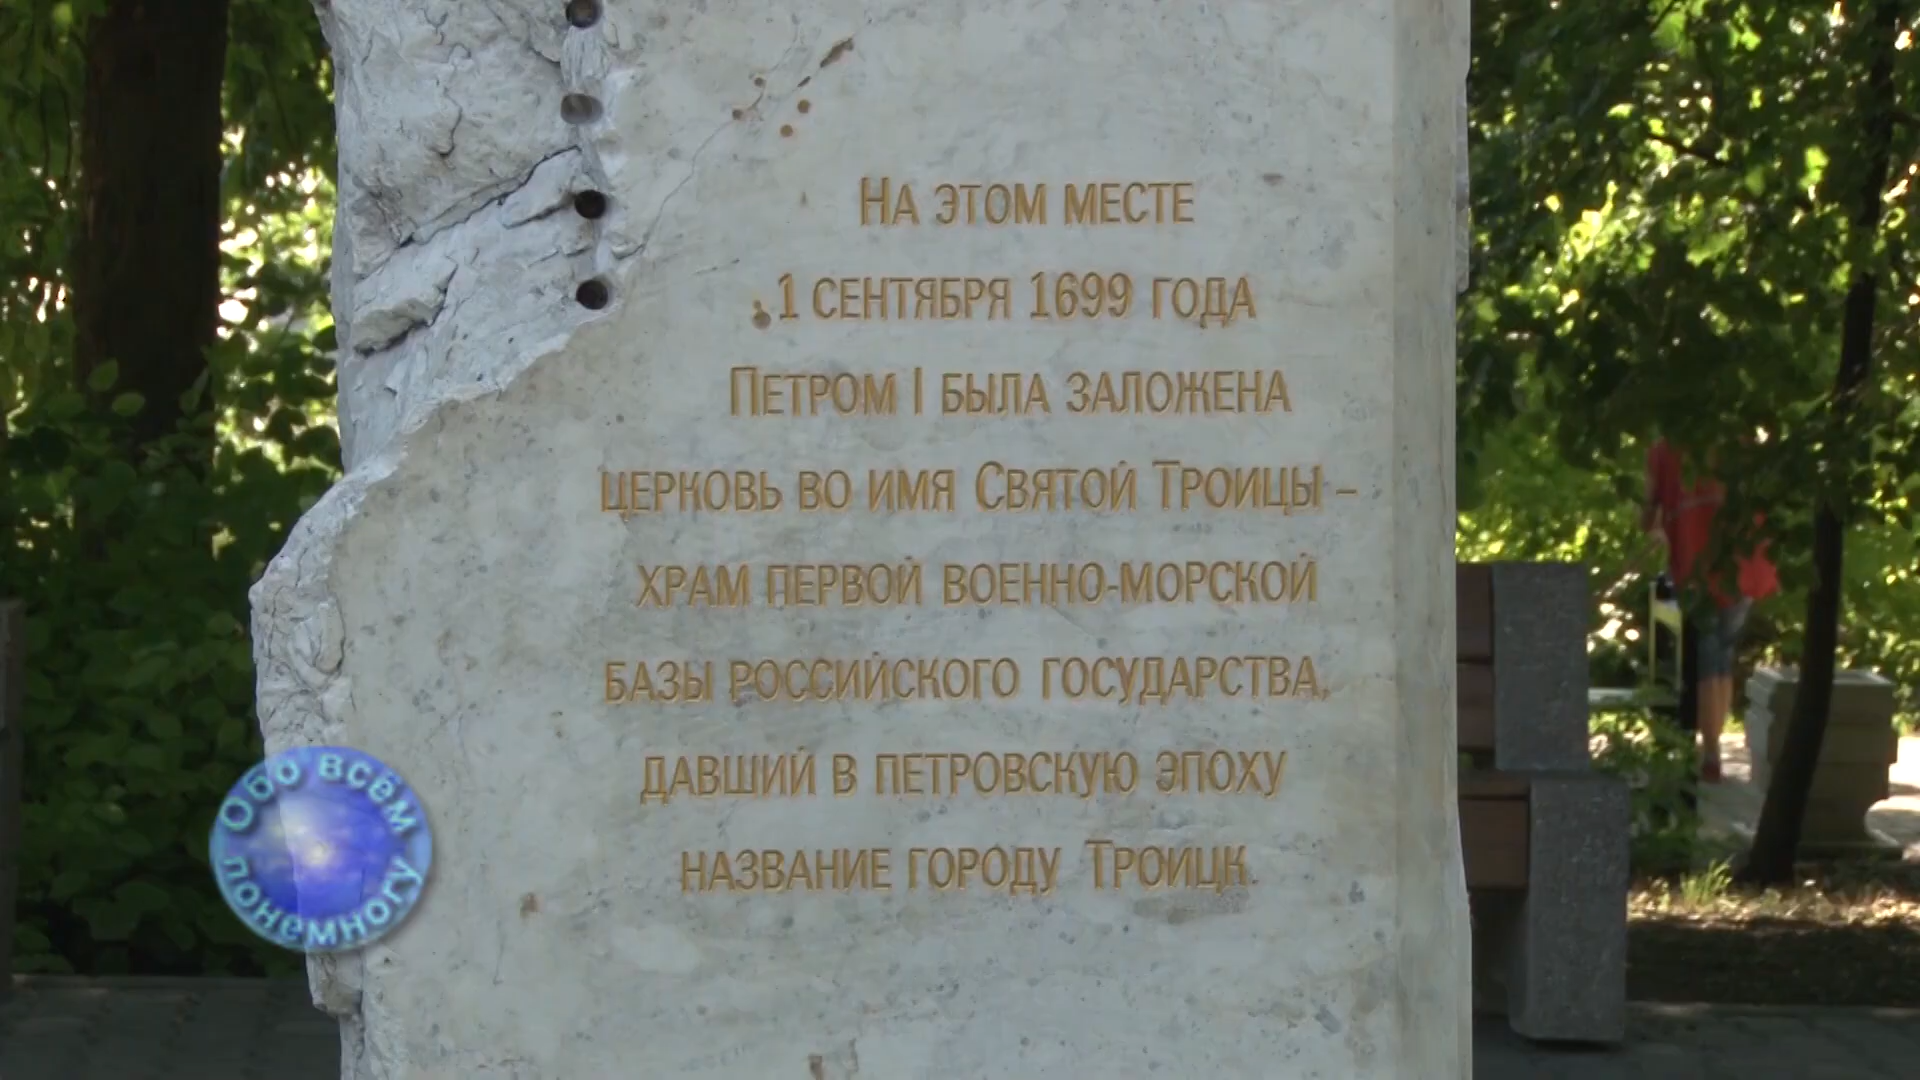 На этом месте
1 сентября 1699 года
Петром I была заложена
церковь во имя Святой Троицы –
храм первой военно-морской
базы российского государства,
давший в петровскую эпоху
название городу Троицк.
Обо всём
понемногу